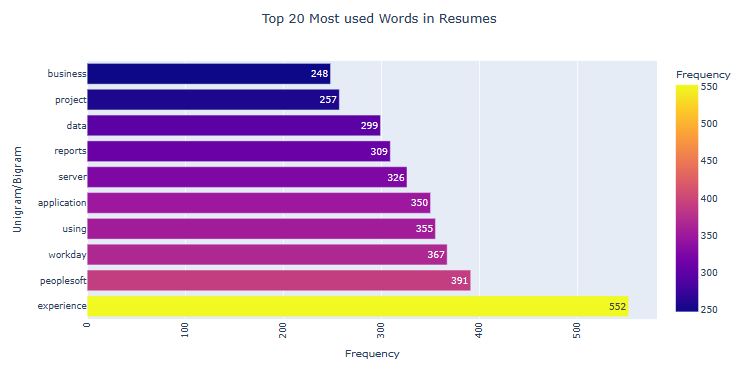 Top 20 Most used Words in Resumes
Unigram/Bigram
business 248
project 257
data 299
reports 309
server 326
application 350
using 355
workday 367
peoplesoft 391
experience 552
0 100 200 300 400 500
Frequency
Frequency
550
500
450
400
350
300
250